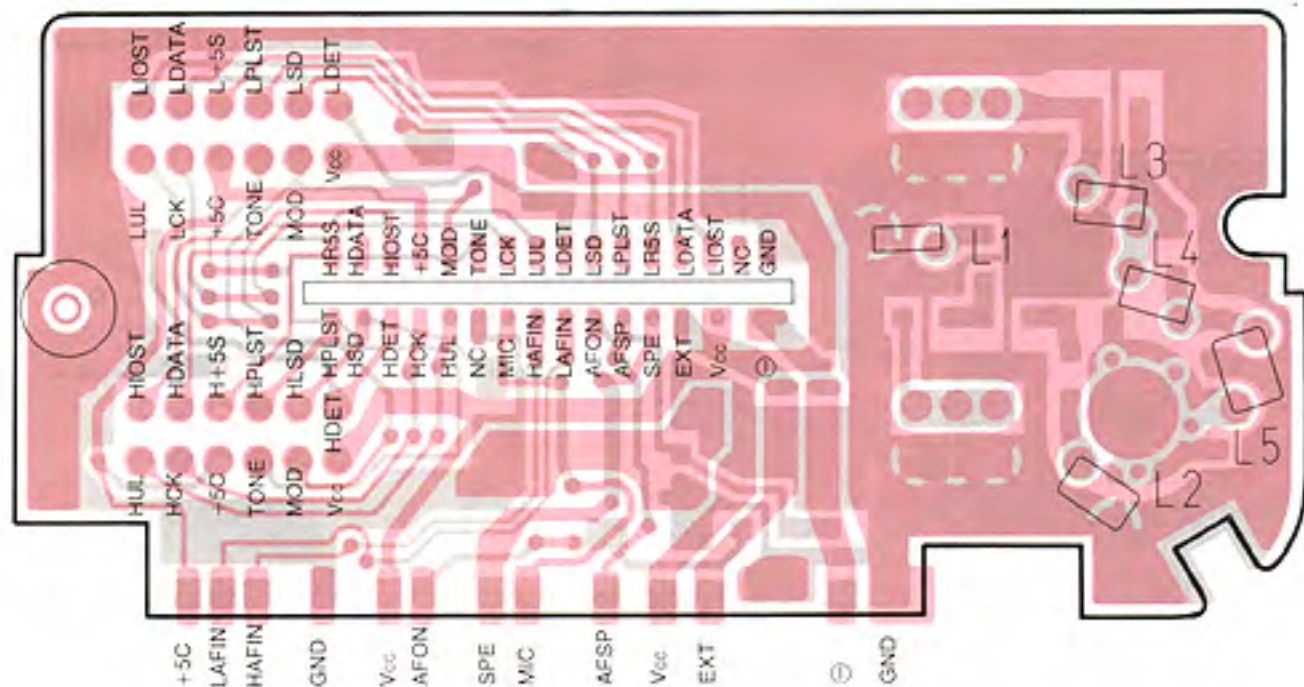 LIOST LDATA L+5S LPLST LSD LDET
LUL LCK +5C TONE MOD Vcc
HR5S HDATA HIOST +5C MOD TONE LCK LUL LDET LSD LPLST LR5S LDATA LIOST NC GND
HPLST HSD HDET HCK HUL NC MIC HAFIN LAFIN AFON AFSP SPE EXT Vcc ⊖
HIOST HDATA H+5S HPLST HLSD HDET
HUL HCK +5C TONE MOD Vcc
L3
L1
L4
L5
L2
+5C LAFIN HAFIN GND Vcc AFON SPE MIC AFSP Vcc EXT ⊖ GND